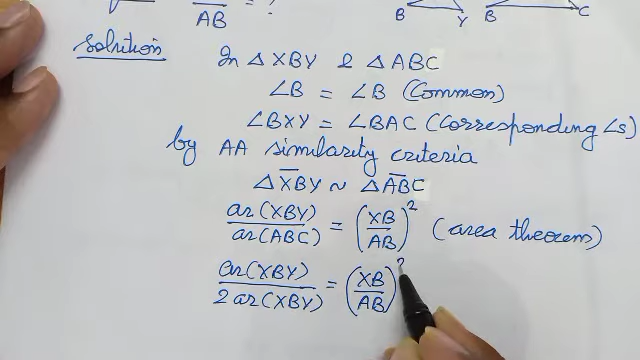 AB ?
B Y B C
Solution In Δ XBY & Δ ABC
∠B = ∠B (Common)
∠BXY = ∠BAC (Corresponding ∠s)
by AA similarity criteria
Δ XBY ~ Δ ABC
ar(XBY) / ar(ABC) = (XB / AB)² (area theorem)
ar(XBY) / 2 ar(XBY) = (XB / AB)²